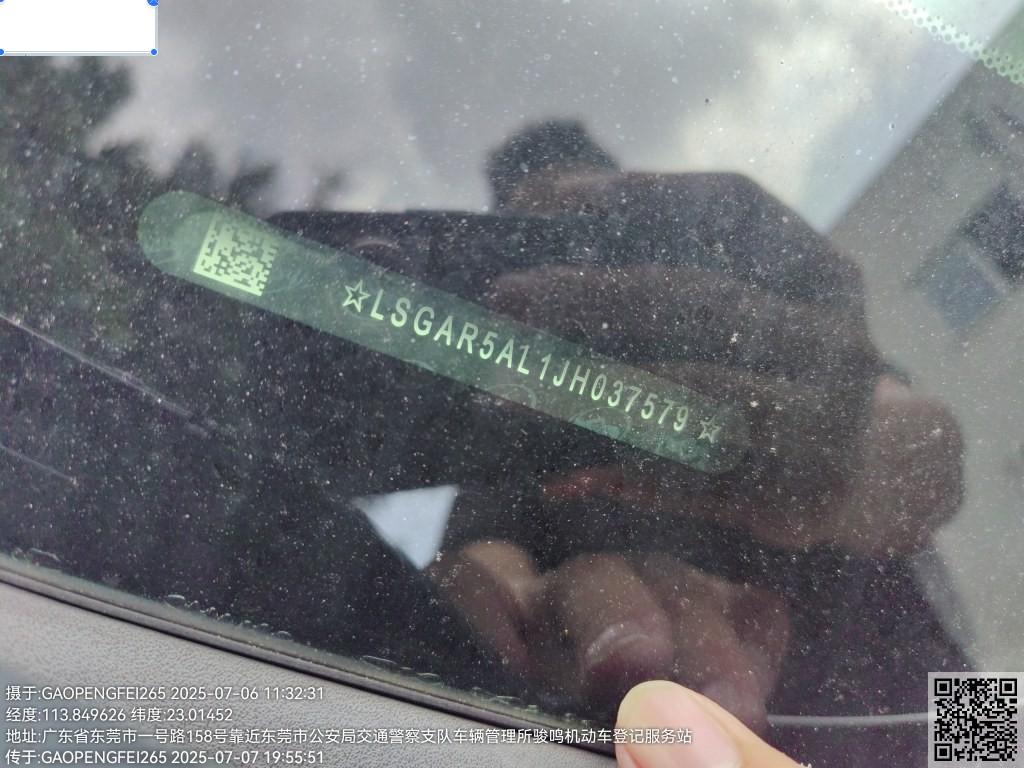 ☆LSGAR5AL1JH037579☆
摄于:GAOPENGFEI265 2025-07-06 11:32:31
经度:113.849626 纬度:23.01452
地址:广东省东莞市一号路158号靠近东莞市公安局交通警察支队车辆管理所骏鸣机动车登记服务站
传于:GAOPENGFEI265 2025-07-07 19:55:51